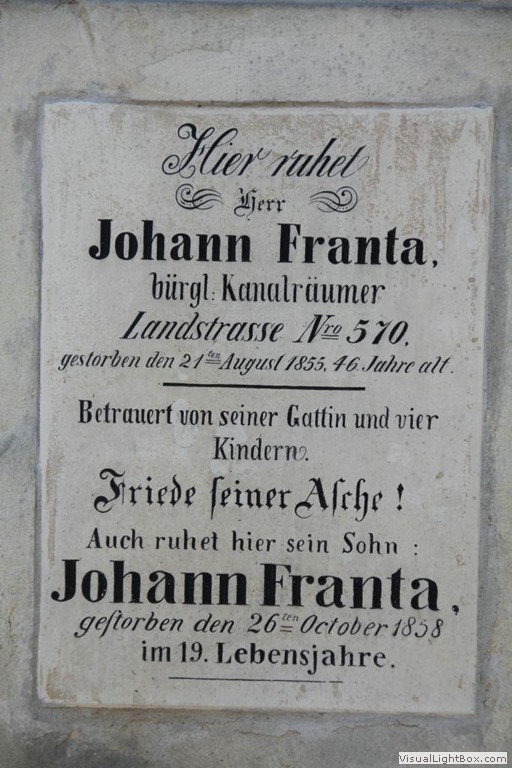 Hier ruhet
Herr
Johann Franta,
bürgl: Kanalräumer
Landstrasse Nro 570,
gestorben den 21ten August 1855, 46 Jahre alt.
Betrauert von seiner Gattin und vier
Kindern.
Friede ſeiner Aſche !
Auch ruhet hier sein Sohn :
Johann Franta,
geſtorben den 26ten October 1858
im 19. Lebensjahre.
VisualLightBox.com